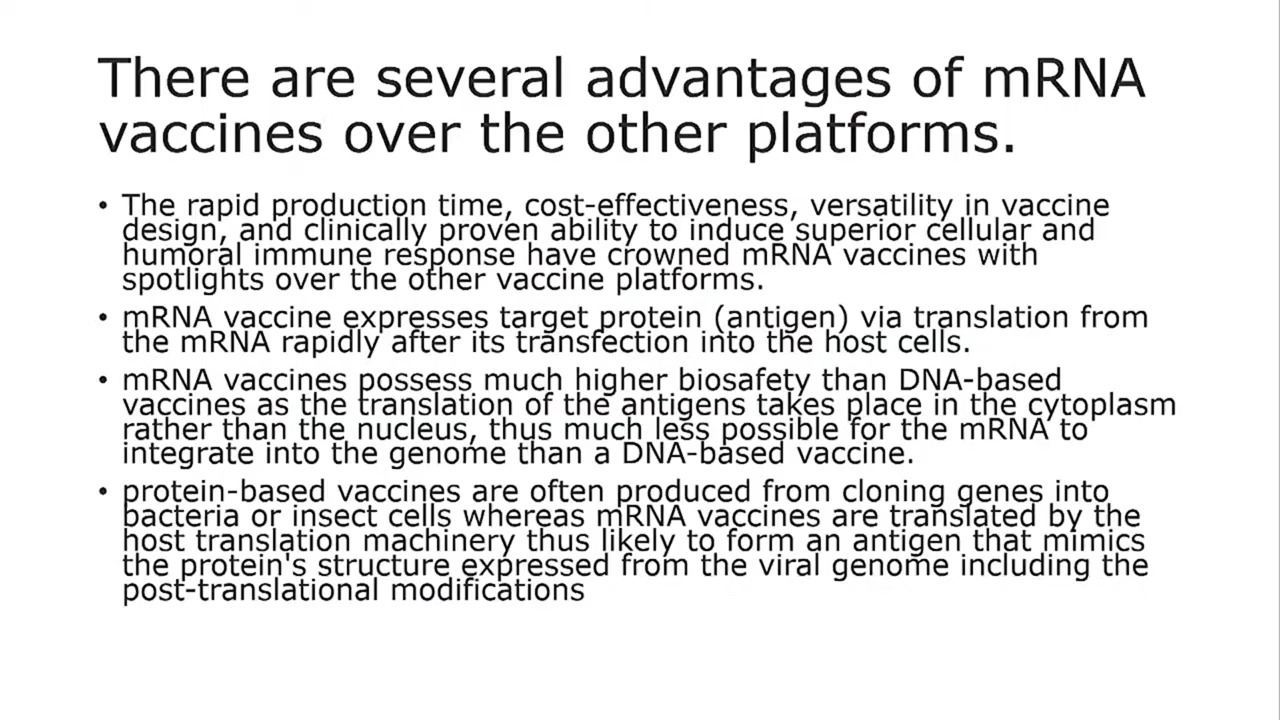 There are several advantages of mRNA
vaccines over the other platforms.
• The rapid production time, cost-effectiveness, versatility in vaccine
design, and clinically proven ability to induce superior cellular and
humoral immune response have crowned mRNA vaccines with
spotlights over the other vaccine platforms.
• mRNA vaccine expresses target protein (antigen) via translation from
the mRNA rapidly after its transfection into the host cells.
• mRNA vaccines possess much higher biosafety than DNA-based
vaccines as the translation of the antigens takes place in the cytoplasm
rather than the nucleus, thus much less possible for the mRNA to
integrate into the genome than a DNA-based vaccine.
• protein-based vaccines are often produced from cloning genes into
bacteria or insect cells whereas mRNA vaccines are translated by the
host translation machinery thus likely to form an antigen that mimics
the protein's structure expressed from the viral genome including the
post-translational modifications